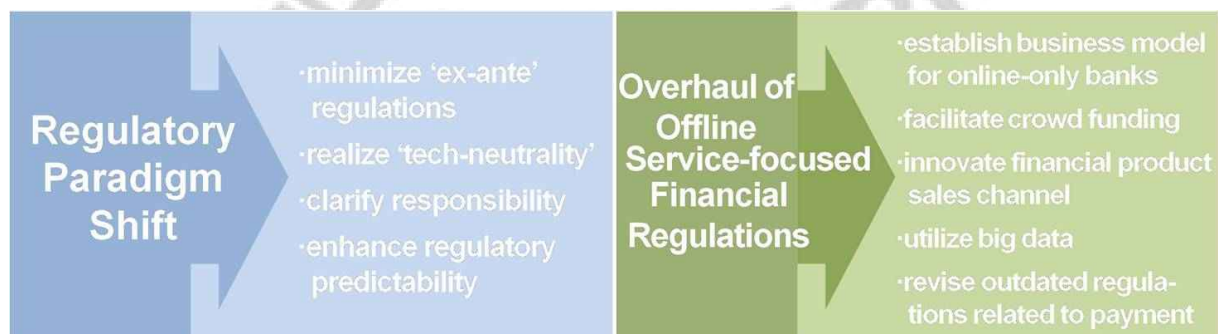 Regulatory
Paradigm
Shift
·minimize ‘ex-ante’
regulations
·realize ‘tech-neutrality’
·clarify responsibility
·enhance regulatory
predictability
Overhaul of
Offline
Service-focused
Financial
Regulations
·establish business model
for online-only banks
·facilitate crowd funding
·innovate financial product
sales channel
·utilize big data
·revise outdated regula-
tions related to payment